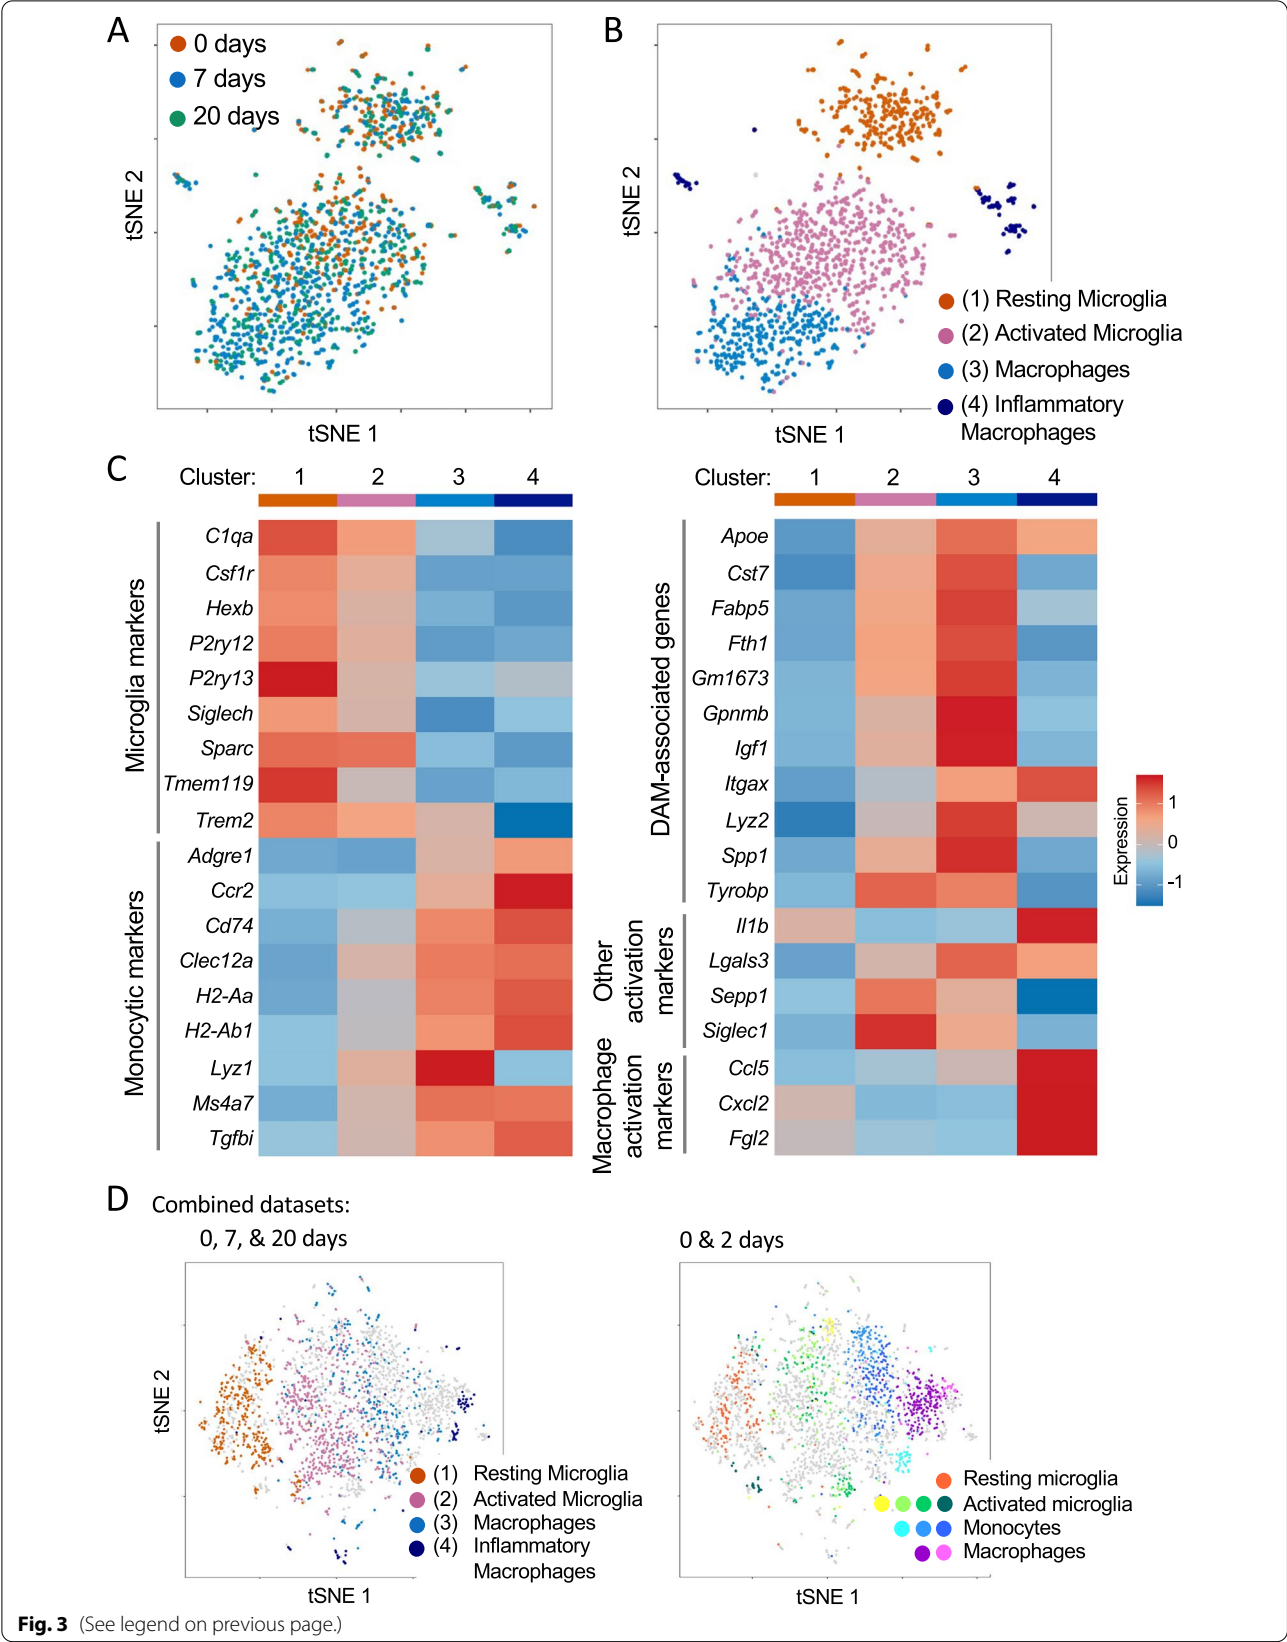 A
0 days
7 days
20 days
tSNE 2
tSNE 1
B
tSNE 2
tSNE 1
(1) Resting Microglia
(2) Activated Microglia
(3) Macrophages
(4) Inflammatory
Macrophages
C
Cluster: 1 2 3 4
Microglia markers
C1qa
Csf1r
Hexb
P2ry12
P2ry13
Siglech
Sparc
Tmem119
Trem2
Monocytic markers
Adgre1
Ccr2
Cd74
Clec12a
H2-Aa
H2-Ab1
Lyz1
Ms4a7
Tgfbi
Cluster: 1 2 3 4
DAM-associated genes
Apoe
Cst7
Fabp5
Fth1
Gm1673
Gpnmb
Igf1
Itgax
Lyz2
Spp1
Tyrobp
Other
activation
markers
Il1b
Lgals3
Sepp1
Siglec1
Macrophage
activation
markers
Ccl5
Cxcl2
Fgl2
Expression
1
0
-1
D
Combined datasets:
0, 7, & 20 days
tSNE 2
tSNE 1
(1) Resting Microglia
(2) Activated Microglia
(3) Macrophages
(4) Inflammatory
Macrophages
0 & 2 days
tSNE 1
Resting microglia
Activated microglia
Monocytes
Macrophages
Fig. 3 (See legend on previous page.)